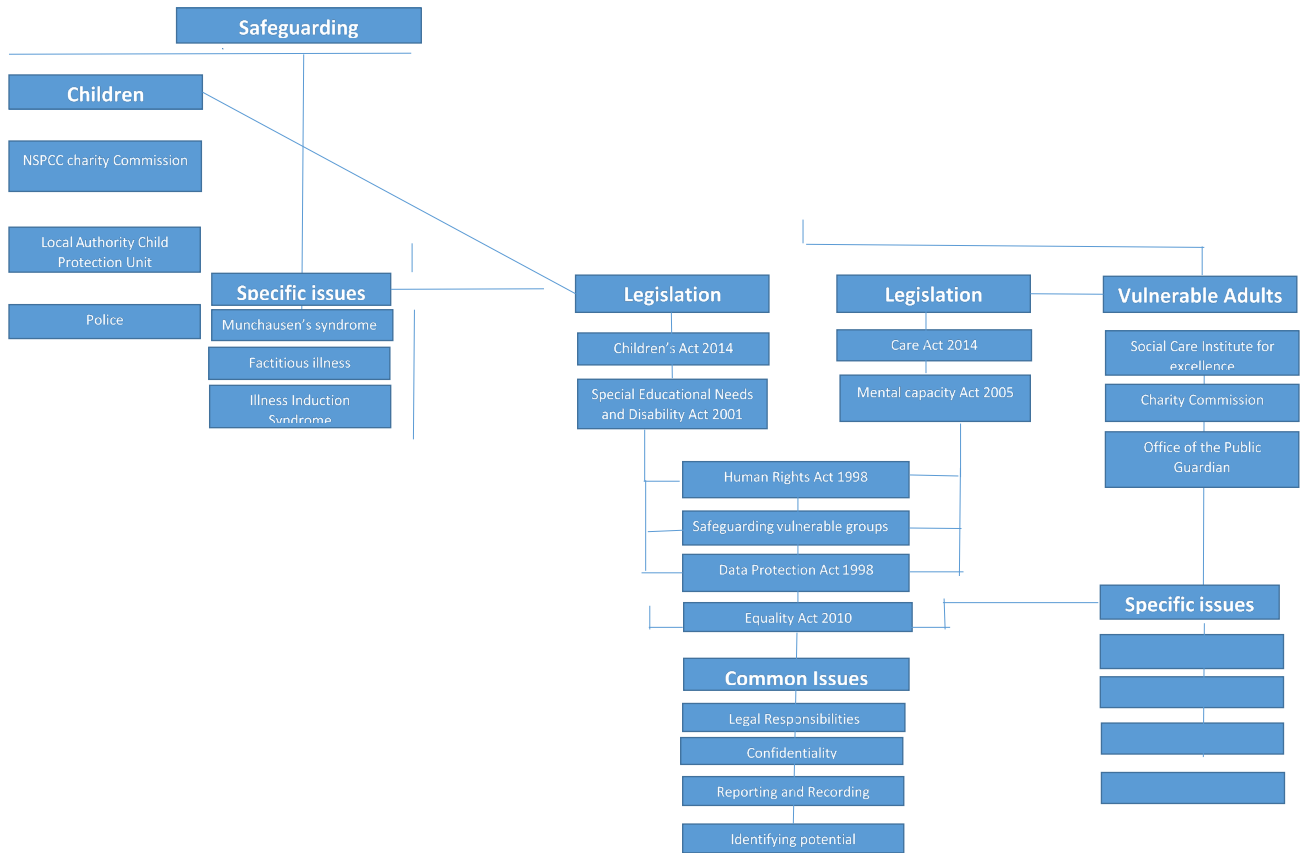 Safeguarding
Children
NSPCC charity Commission
Local Authority Child
Protection Unit
Police
Specific issues
Munchausen's syndrome
Factitious illness
Illness Induction
Syndrome
Legislation
Children's Act 2014
Special Educational Needs
and Disability Act 2001
Legislation
Care Act 2014
Mental capacity Act 2005
Vulnerable Adults
Social Care Institute for
excellence
Charity Commission
Office of the Public
Guardian
Human Rights Act 1998
Safeguarding vulnerable groups
Data Protection Act 1998
Equality Act 2010
Specific issues
Common Issues
Legal Responsibilities
Confidentiality
Reporting and Recording
Identifying potential